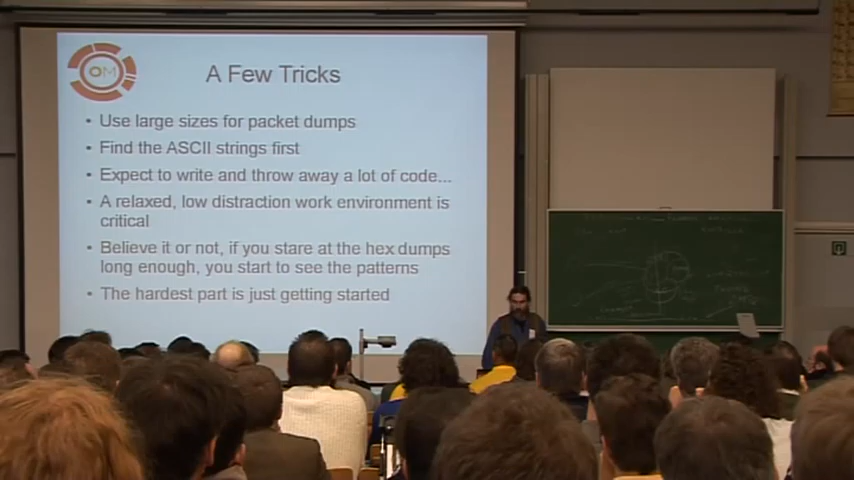 OM
A Few Tricks
• Use large sizes for packet dumps
• Find the ASCII strings first
• Expect to write and throw away a lot of code...
• A relaxed, low distraction work environment is
critical
• Believe it or not, if you stare at the hex dumps
long enough, you start to see the patterns
• The hardest part is just getting started